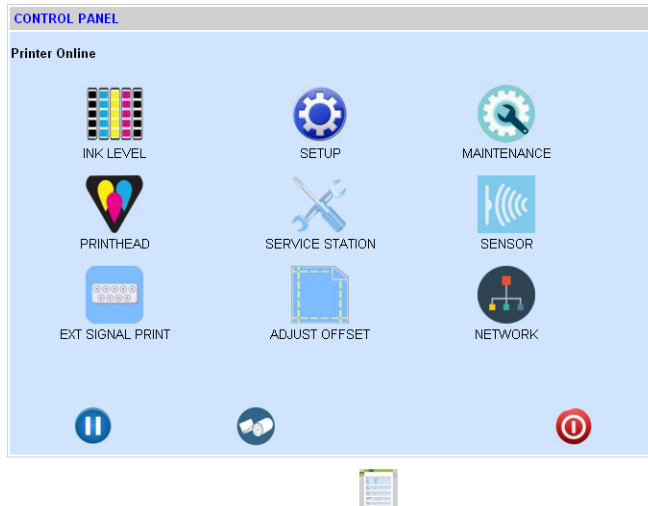 CONTROL PANEL
Printer Online
INK LEVEL
SETUP
MAINTENANCE
PRINTHEAD
SERVICE STATION
SENSOR
EXT SIGNAL PRINT
ADJUST OFFSET
NETWORK